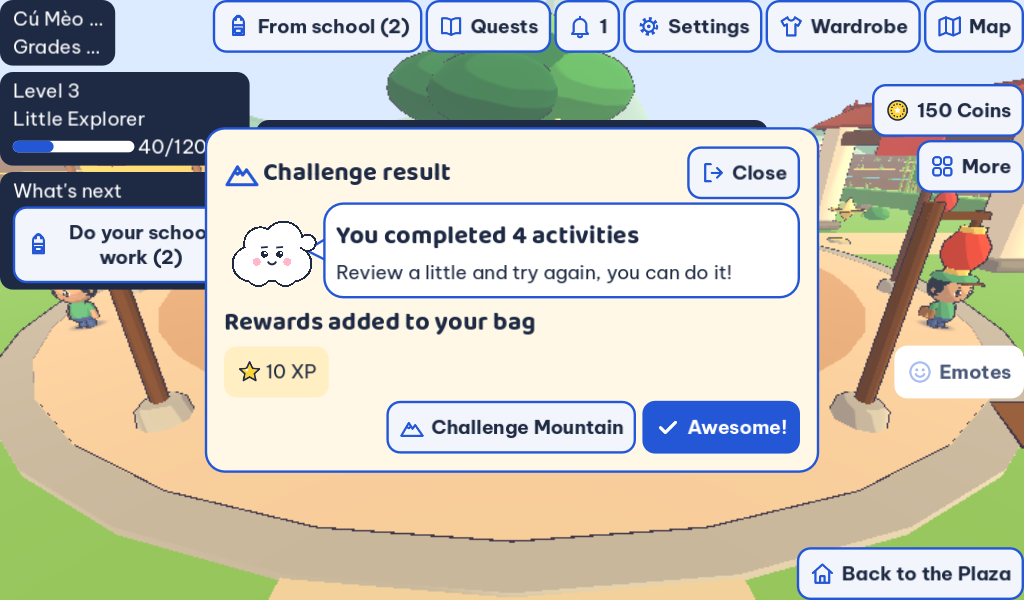 Cú Mèo ...
Grades ...
From school (2)
Quests
1
Settings
Wardrobe
Map
Level 3
Little Explorer
40/120
150 Coins
More
What's next
Do your schoo
work (2)
Challenge result
Close
You completed 4 activities
Review a little and try again, you can do it!
Rewards added to your bag
10 XP
Emotes
Challenge Mountain
Awesome!
Back to the Plaza